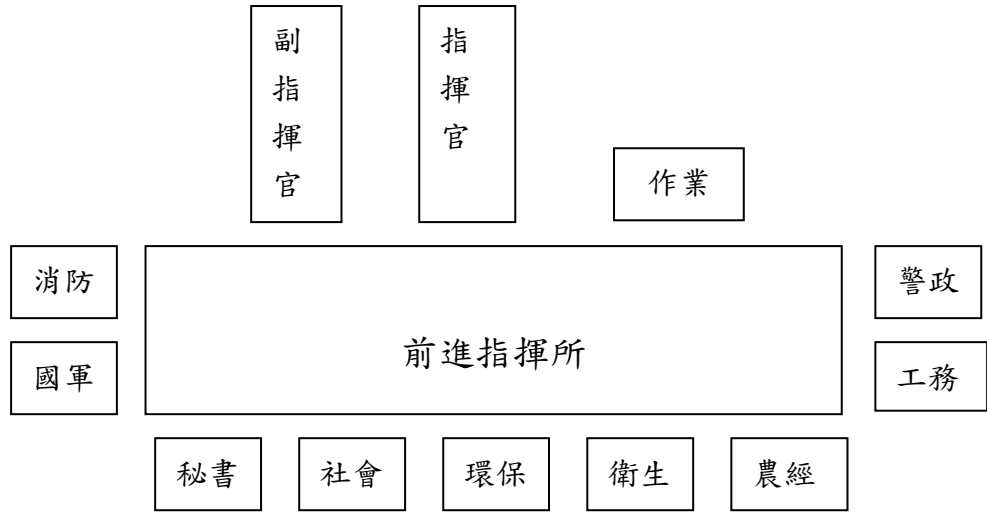 副指揮官
指揮官
作業
消防
警政
前進指揮所
國軍
工務
秘書
社會
環保
衛生
農經